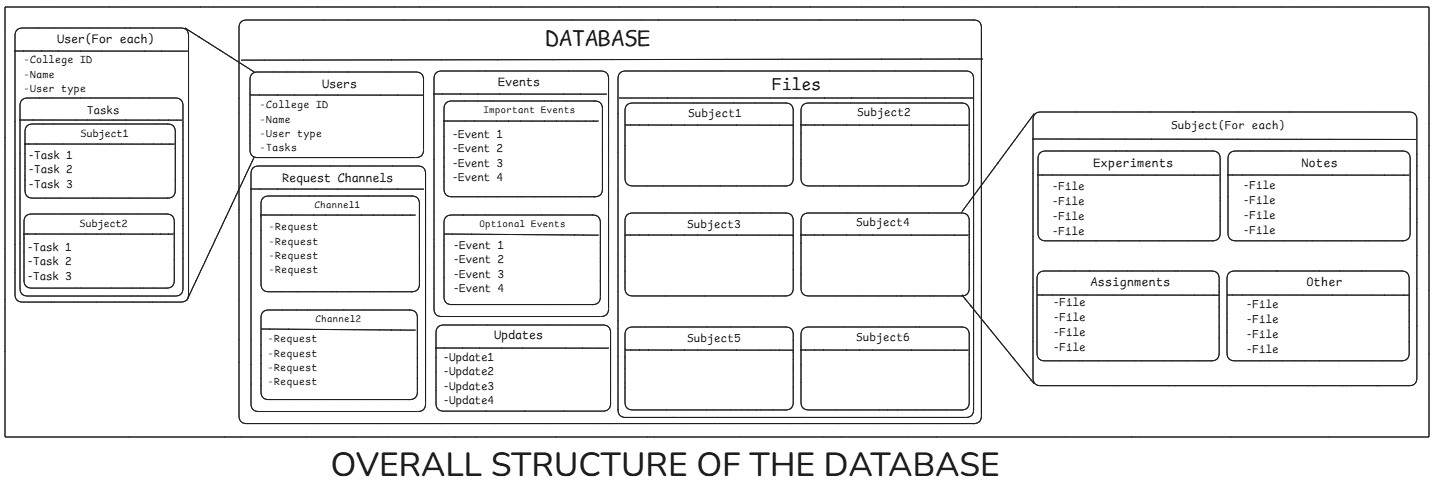 User(For each)
-College ID
-Name
-User type
Tasks
Subject1
-Task 1
-Task 2
-Task 3
Subject2
-Task 1
-Task 2
-Task 3
DATABASE
Users
-College ID
-Name
-User type
-Tasks
Request Channels
Channel1
-Request
-Request
-Request
-Request
Channel2
-Request
-Request
-Request
-Request
Events
Important Events
-Event 1
-Event 2
-Event 3
-Event 4
Optional Events
-Event 1
-Event 2
-Event 3
-Event 4
Updates
-Update1
-Update2
-Update3
-Update4
Files
Subject1
Subject2
Subject3
Subject4
Subject5
Subject6
Subject(For each)
Experiments
-File
-File
-File
-File
Notes
-File
-File
-File
-File
Assignments
-File
-File
-File
-File
Other
-File
-File
-File
-File
OVERALL STRUCTURE OF THE DATABASE